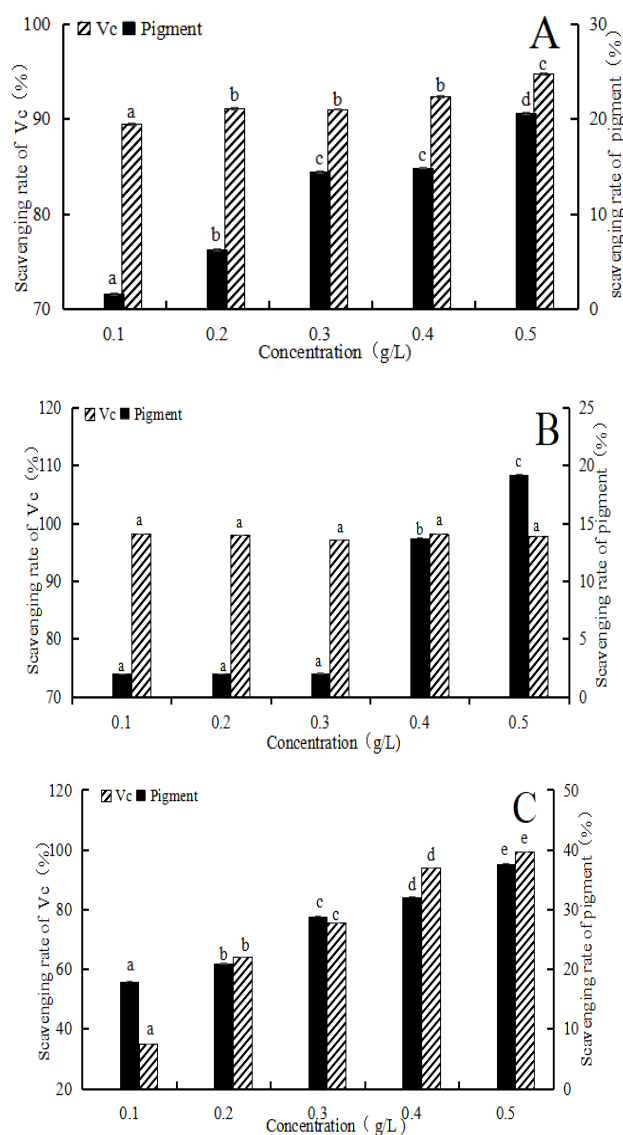 Vc Pigment
A
Scavenging rate of Vc (%)
scavenging rate of pigment (%)
100
90
80
70
30
20
10
0
a b b b c
a b c c d
0.1 0.2 0.3 0.4 0.5
Concentration (g/L)
Vc Pigment
B
Scavenging rate of Vc (%)
Scavenging rate of pigment (%)
120
110
100
90
80
70
25
20
15
10
5
0
a a a a a
a a a b c
0.1 0.2 0.3 0.4 0.5
Concentration (g/L)
Vc Pigment
C
Scavenging rate of Vc (%)
Scavenging rate of pigment (%)
120
100
80
60
40
20
50
40
30
20
10
0
a b c d e
a b c d e
0.1 0.2 0.3 0.4 0.5
Concentration ( g/L)